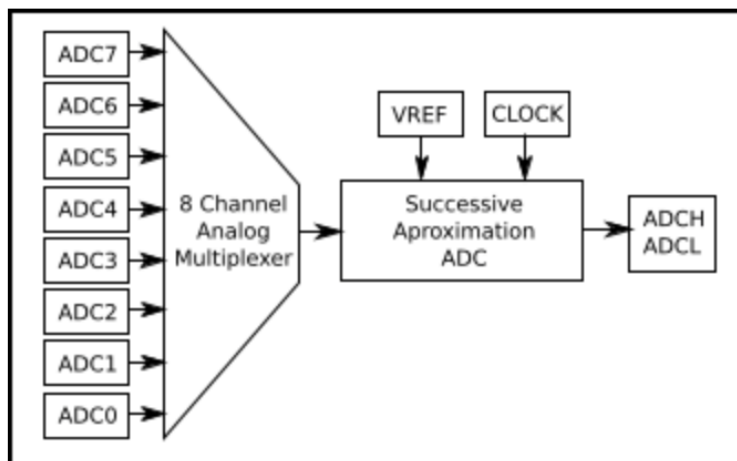 ADC7
ADC6
ADC5
ADC4
ADC3
ADC2
ADC1
ADC0
8 Channel
Analog
Multiplexer
VREF
CLOCK
Successive
Aproximation
ADC
ADCH
ADCL